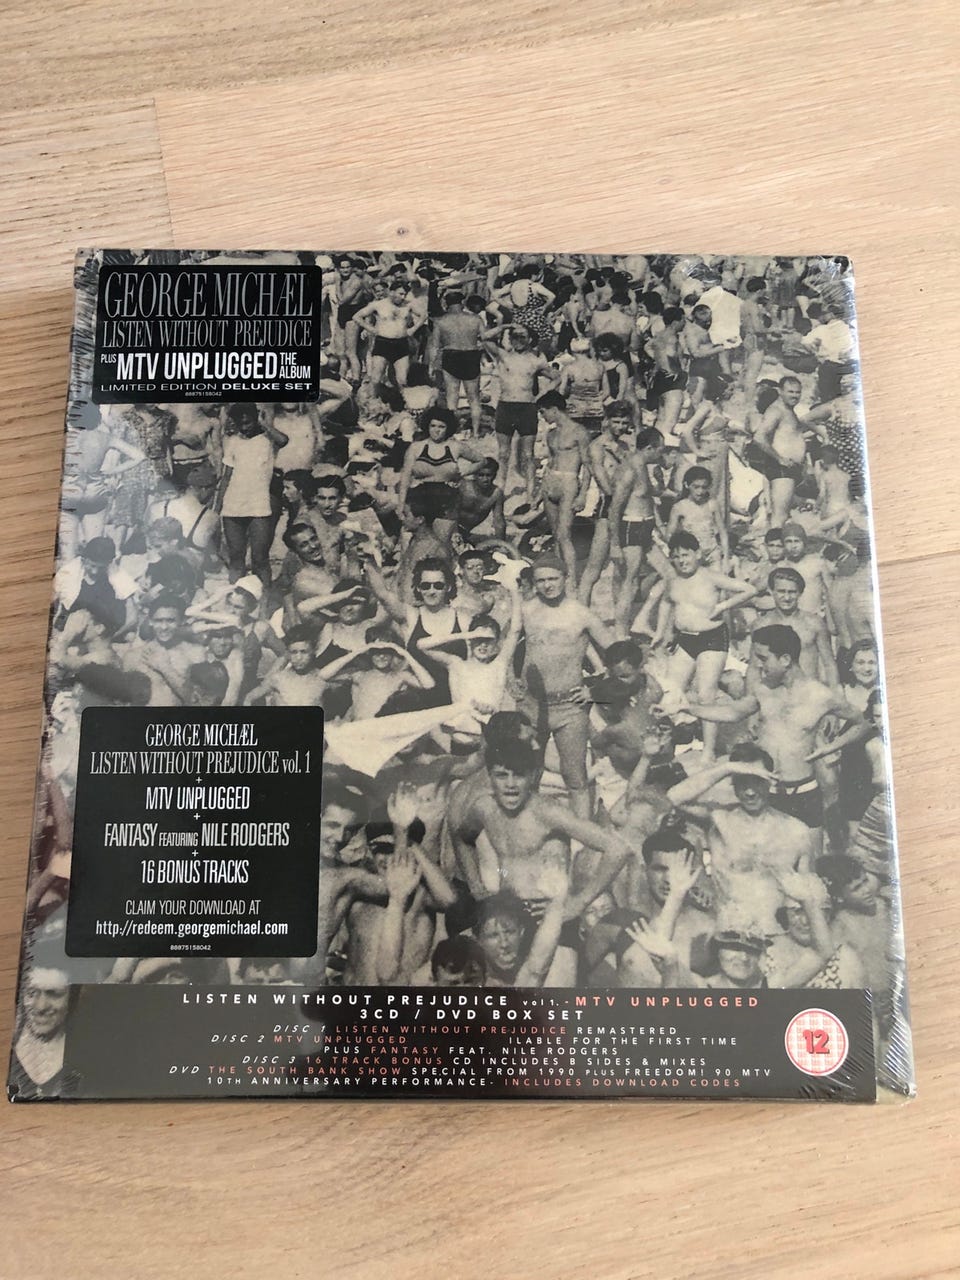 GEORGE MICHÆL
LISTEN WITHOUT PREJUDICE
PLUS MTV UNPLUGGED THE ALBUM
LIMITED EDITION DELUXE SET
88875158042
GEORGE MICHÆL
LISTEN WITHOUT PREJUDICE vol. 1
+
MTV UNPLUGGED
+
FANTASY FEATURING NILE RODGERS
+
16 BONUS TRACKS
CLAIM YOUR DOWNLOAD AT
http://redeem.georgemichael.com
88875158042
LISTEN WITHOUT PREJUDICE vol1. - MTV UNPLUGGED
3CD / DVD BOX SET
DISC 1 LISTEN WITHOUT PREJUDICE REMASTERED
DISC 2 MTV UNPLUGGED ILABLE FOR THE FIRST TIME
PLUS FANTASY FEAT. NILE RODGERS
DISC 3 16 TRACK BONUS CD INCLUDES B SIDES & MIXES
DVD THE SOUTH BANK SHOW SPECIAL FROM 1990 PLUS FREEDOM! 90 MTV
10TH ANNIVERSARY PERFORMANCE- INCLUDES DOWNLOAD CODES
12